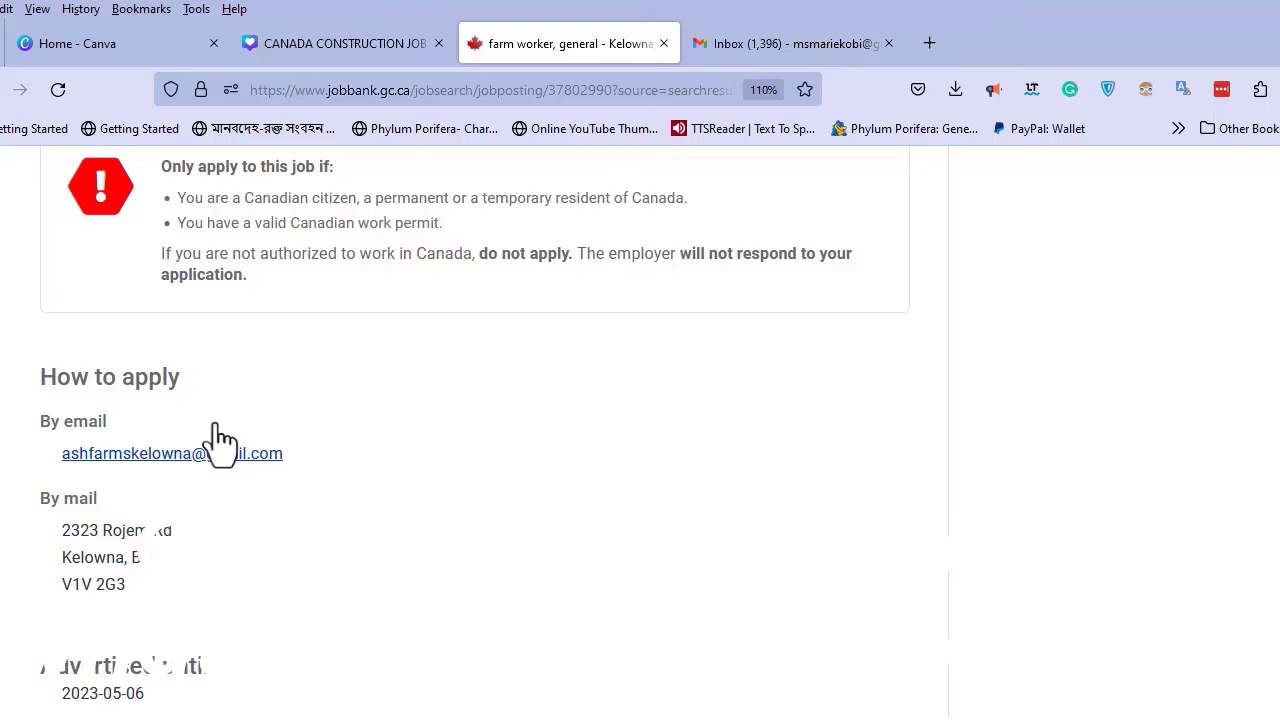 dit View History Bookmarks Tools Help
Home - Canva CANADA CONSTRUCTION JOB farm worker, general - Kelowna, Inbox (1,396) - msmariekobi@g
https://www.jobbank.gc.ca/jobsearch/jobposting/37802990?source=searchresu 110%
etting Started Getting Started মানবদেহ-রক্ত সংবহন ... Phylum Porifera- Char... Online YouTube Thum... TTSReader | Text To Sp... Phylum Porifera: Gene... PayPal: Wallet Other Book
Only apply to this job if:
• You are a Canadian citizen, a permanent or a temporary resident of Canada.
• You have a valid Canadian work permit.
If you are not authorized to work in Canada, do not apply. The employer will not respond to your
application.
How to apply
By email
ashfarmskelowna@ il.com
By mail
2323
Kelowna,
V1V 2G3
2023-05-06